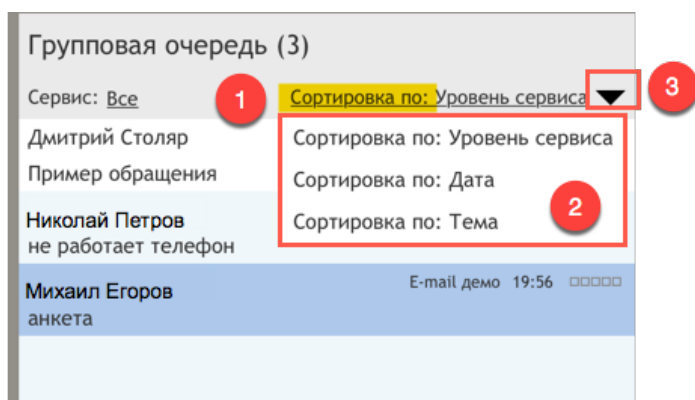 Групповая очередь (3)
Сервис: Все
1
Сортировка по: Уровень сервиса
3
Дмитрий Столяр
Сортировка по: Уровень сервиса
Пример обращения
Сортировка по: Дата
Николай Петров
Сортировка по: Тема
2
не работает телефон
Михаил Егоров
E-mail демо 19:56
анкета